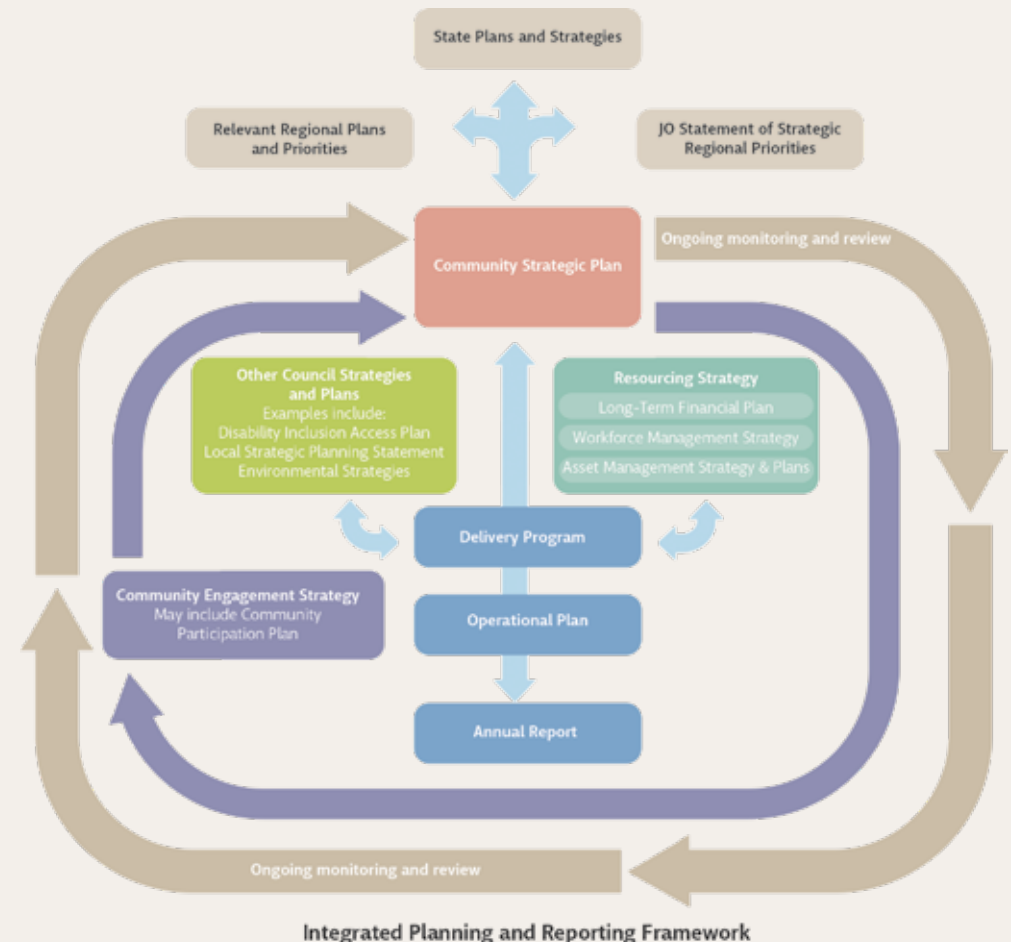 State Plans and Strategies
Relevant Regional Plans
and Priorities
JO Statement of Strategic
Regional Priorities
Community Strategic Plan
Ongoing monitoring and review
Other Council Strategies
and Plans
Examples include:
Disability Inclusion Access Plan
Local Strategic Planning Statement
Environmental Strategies
Resourcing Strategy
Long-Term Financial Plan
Workforce Management Strategy
Asset Management Strategy & Plans
Delivery Program
Community Engagement Strategy
May include Community
Participation Plan
Operational Plan
Annual Report
Ongoing monitoring and review
Integrated Planning and Reporting Framework